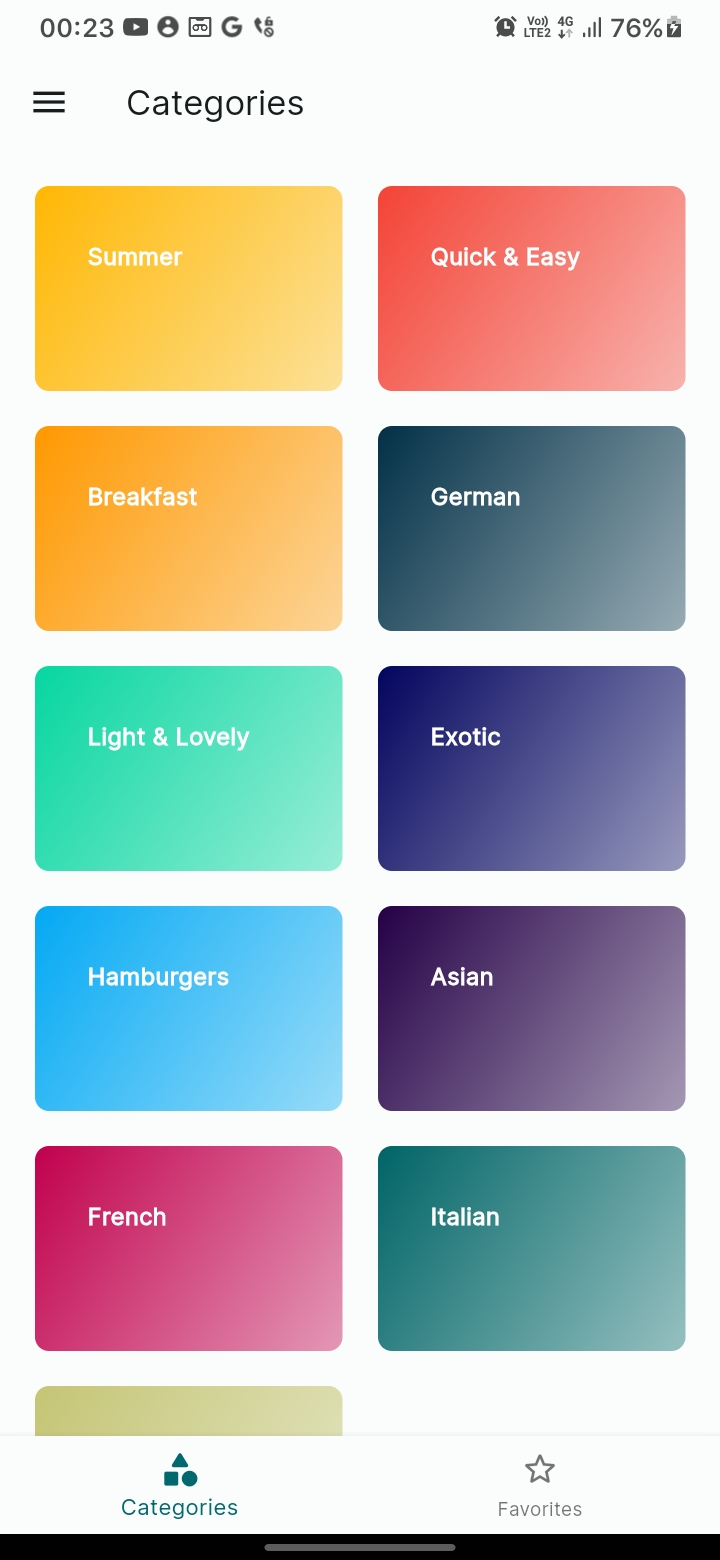 00:23 Vo)) LTE2 4G 76%
Categories
Summer
Quick & Easy
Breakfast
German
Light & Lovely
Exotic
Hamburgers
Asian
French
Italian
Categories
Favorites